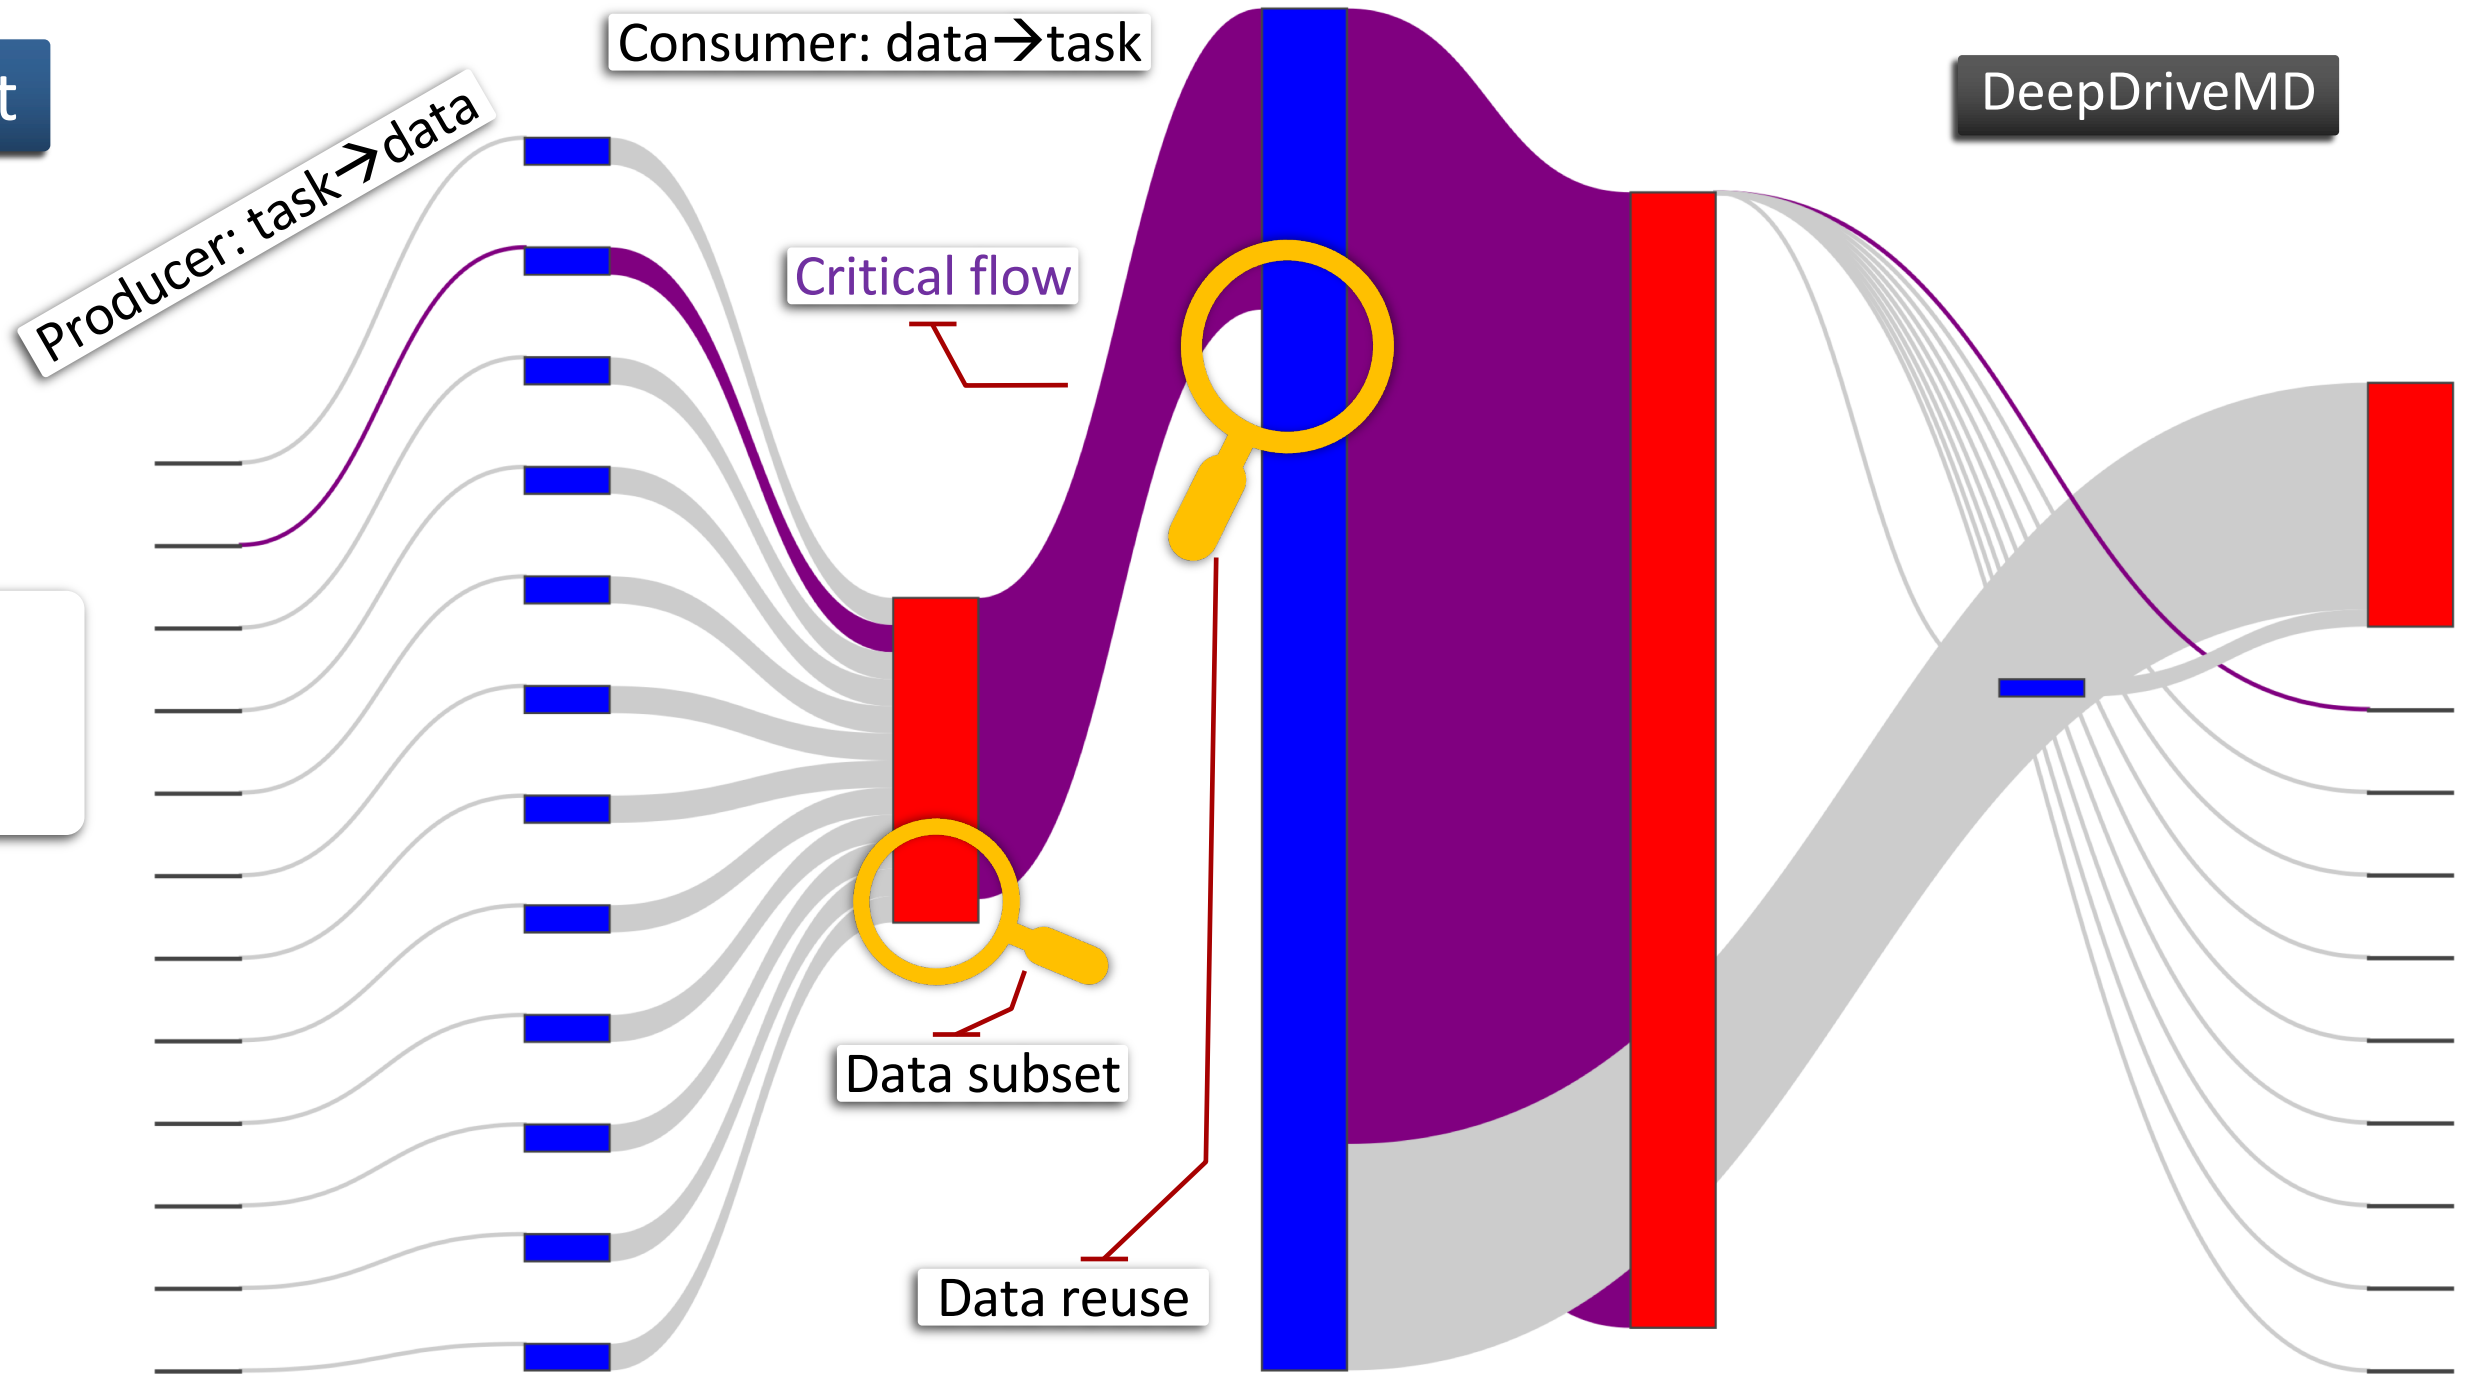 t
Consumer: data→task
DeepDriveMD
Producer: task→data
Critical flow
Data subset
Data reuse